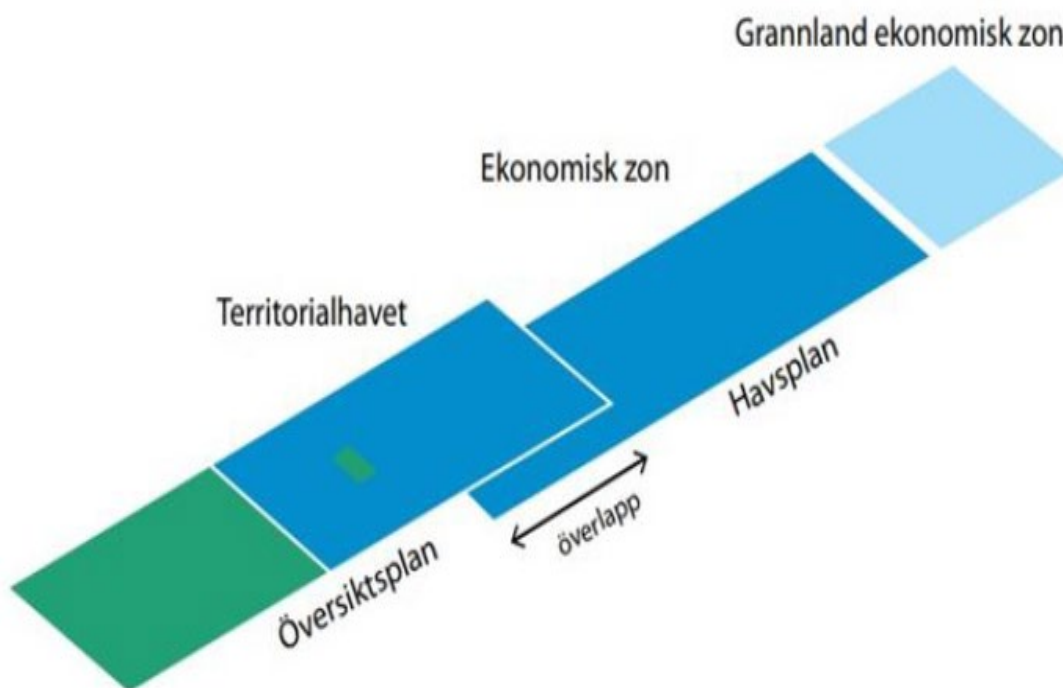 Grannland ekonomisk zon
Ekonomisk zon
Territorialhavet
Havsplan
överlapp
Översiktsplan